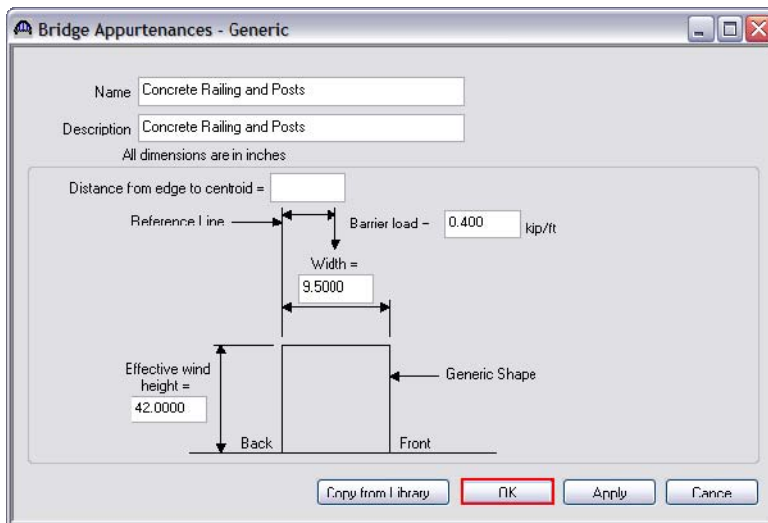 Bridge Appurtenances - Generic
Name Concrete Railing and Posts
Description Concrete Railing and Posts
All dimensions are in inches
Distance from edge to centroid =
Reference Line
Barrier load = 0.400 kip/ft
Width =
9.5000
Effective wind
height =
42.0000
Generic Shape
Back Front
Copy from Library OK Apply Cancel